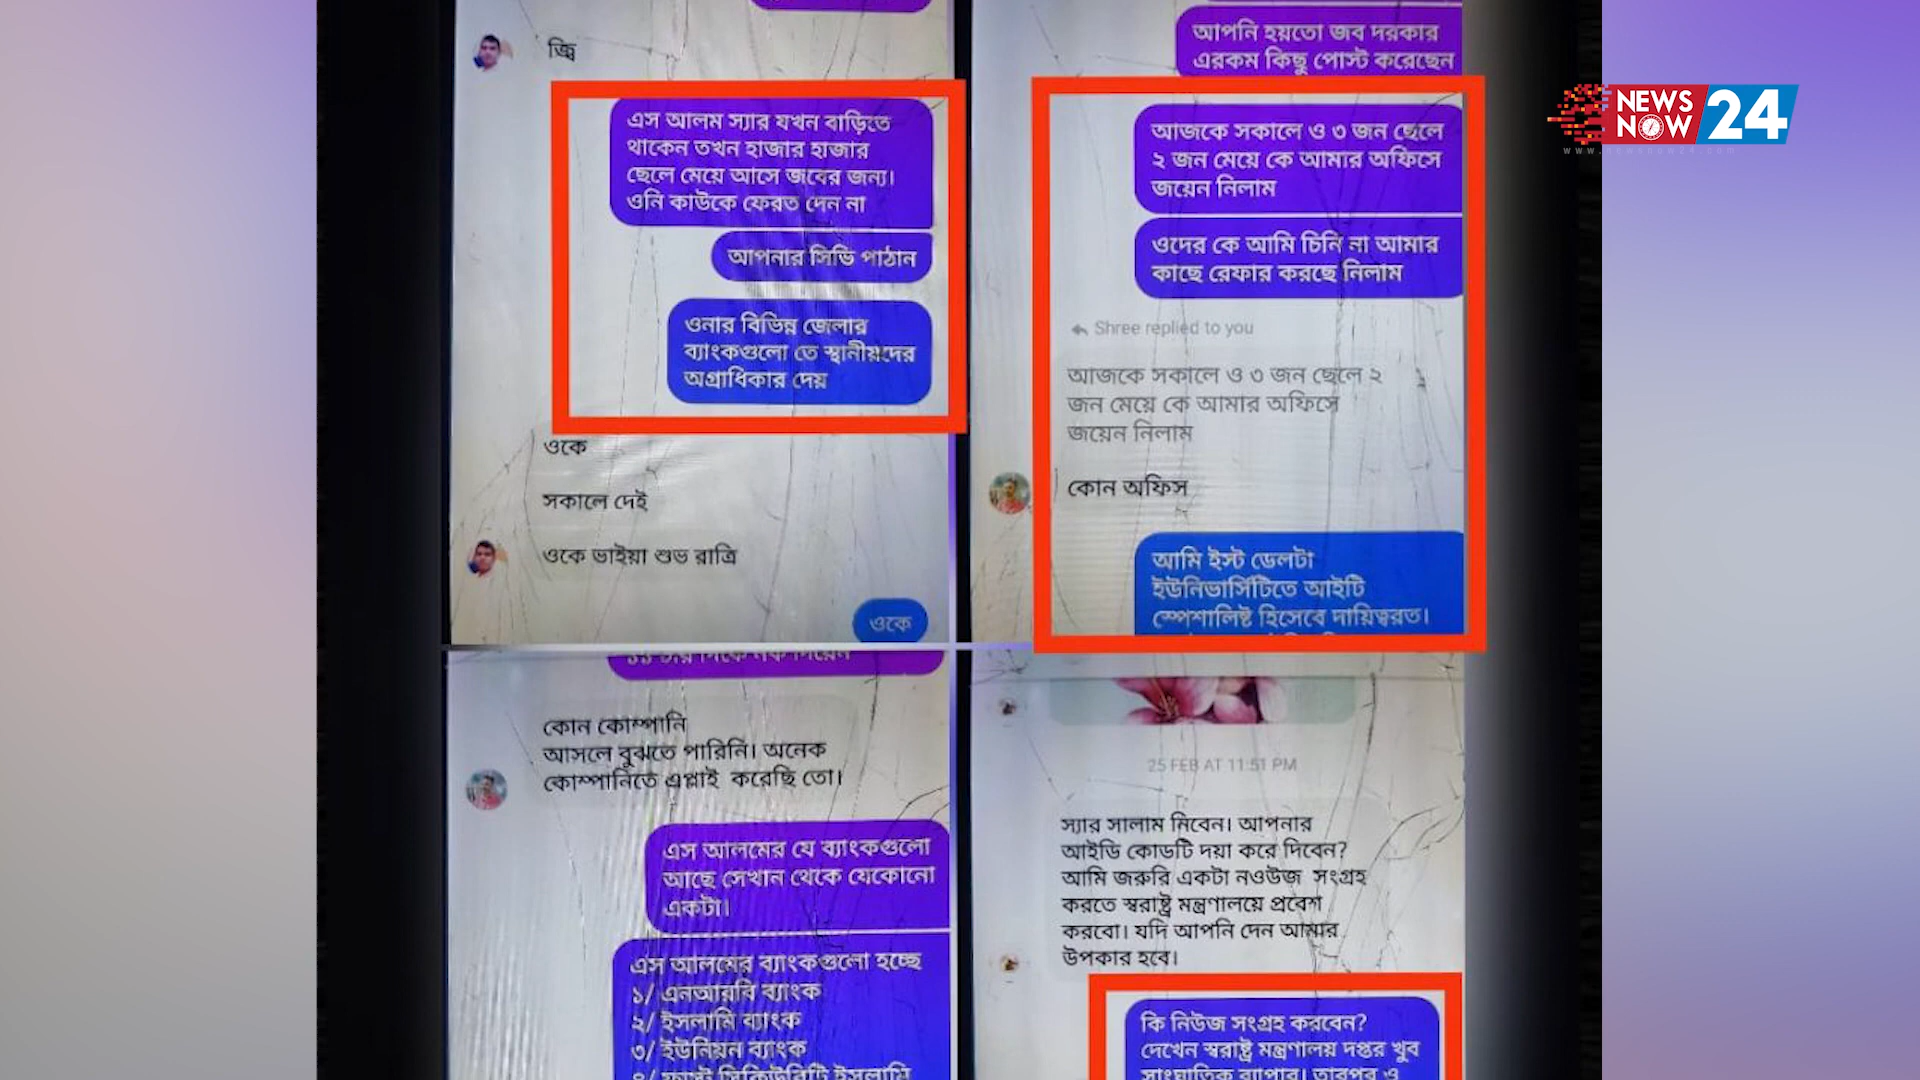 জ্বি
এস আলম স্যার যখন বাড়িতে
থাকেন তখন হাজার হাজার
ছেলে মেয়ে আসে জবের জন্য।
ওনি কাউকে ফেরত দেন না
আপনার সিভি পাঠান
ওনার বিভিন্ন জেলার
ব্যাংকগুলো তে স্থানীয়দের
অগ্রাধিকার দেয়
ওকে
সকালে দেই
ওকে ভাইয়া শুভ রাত্রি
ওকে
আপনি হয়তো জব দরকার
এরকম কিছু পোস্ট করেছেন
আজকে সকালে ও ৩ জন ছেলে
২ জন মেয়ে কে আমার অফিসে
জয়েন নিলাম
ওদের কে আমি চিনি না আমার
কাছে রেফার করছে নিলাম
Shree replied to you
আজকে সকালে ও ৩ জন ছেলে ২
জন মেয়ে কে আমার অফিসে
জয়েন নিলাম
কোন অফিস
আমি ইস্ট ডেলটা
ইউনিভার্সিটিতে আইটি
স্পেশালিষ্ট হিসেবে দায়িত্বরত।
কোন কোম্পানি
আসলে বুঝতে পারিনি। অনেক
কোম্পানিতে এপ্লাই করেছি তো।
এস আলমের যে ব্যাংকগুলো
আছে সেখান থেকে যেকোনো
একটা।
এস আলমের ব্যাংকগুলো হচ্ছে
১/ এনআরবি ব্যাংক
২/ ইসলামি ব্যাংক
৩/ ইউনিয়ন ব্যাংক
৪/ ফাস্ট সিকিউরিটি ইসলামি
25 FEB AT 11:51 PM
স্যার সালাম নিবেন। আপনার
আইডি কোডটি দয়া করে দিবেন?
আমি জরুরি একটা নওউজ সংগ্রহ
করতে স্বরাষ্ট্র মন্ত্রণালয়ে প্রবেশ
করবো। যদি আপনি দেন আমার
উপকার হবে।
কি নিউজ সংগ্রহ করবেন?
দেখেন স্বরাষ্ট্র মন্ত্রণালয় দপ্তর খুব
সাংঘাতিক ব্যাপার। তারপর ও
NEWS
NOW 24